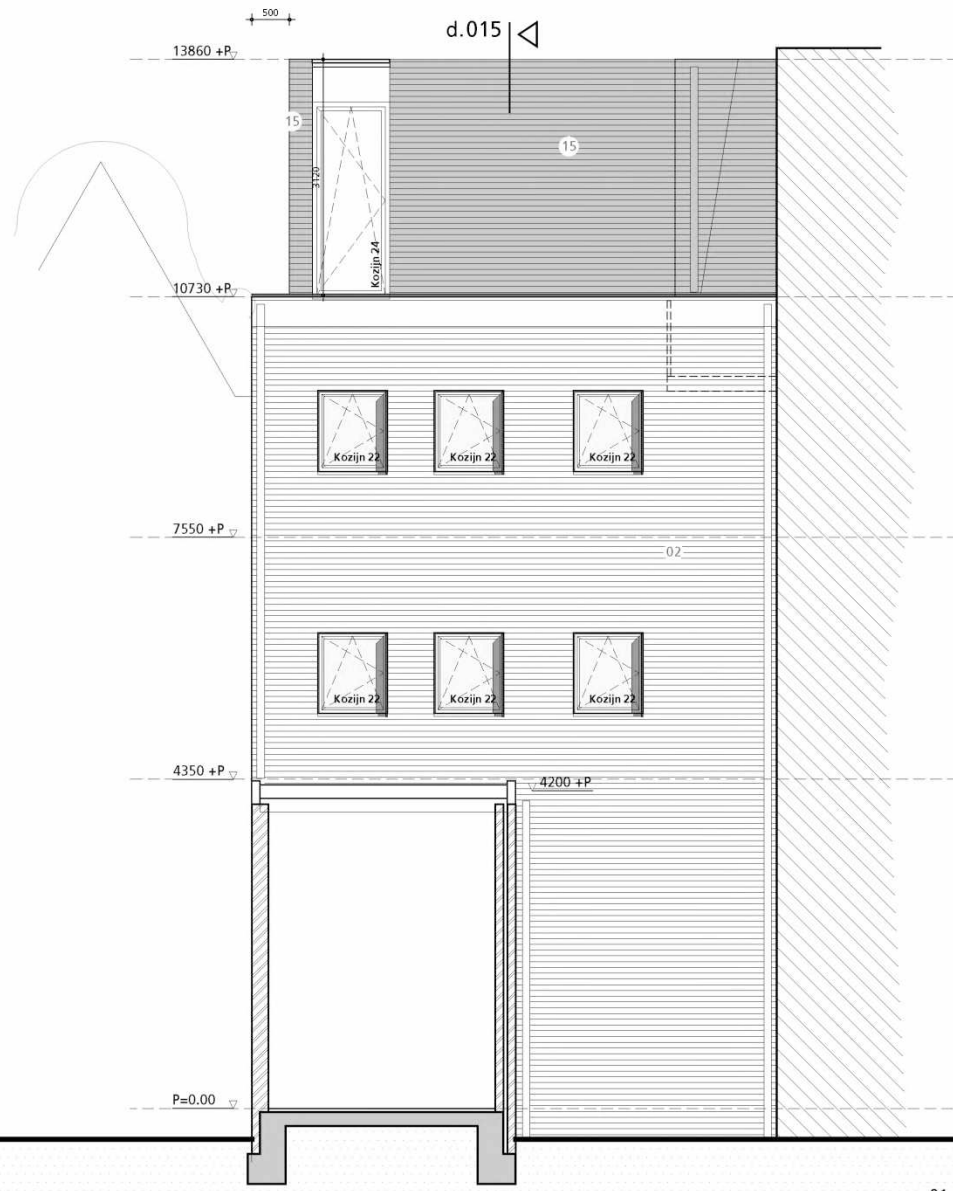 500
d.015
13860 +P
15
15
3120
Kozijn 24
10730 +P
Kozijn 22
Kozijn 22
Kozijn 22
7550 +P
02
Kozijn 22
Kozijn 22
Kozijn 22
4350 +P
4200 +P
P=0.00